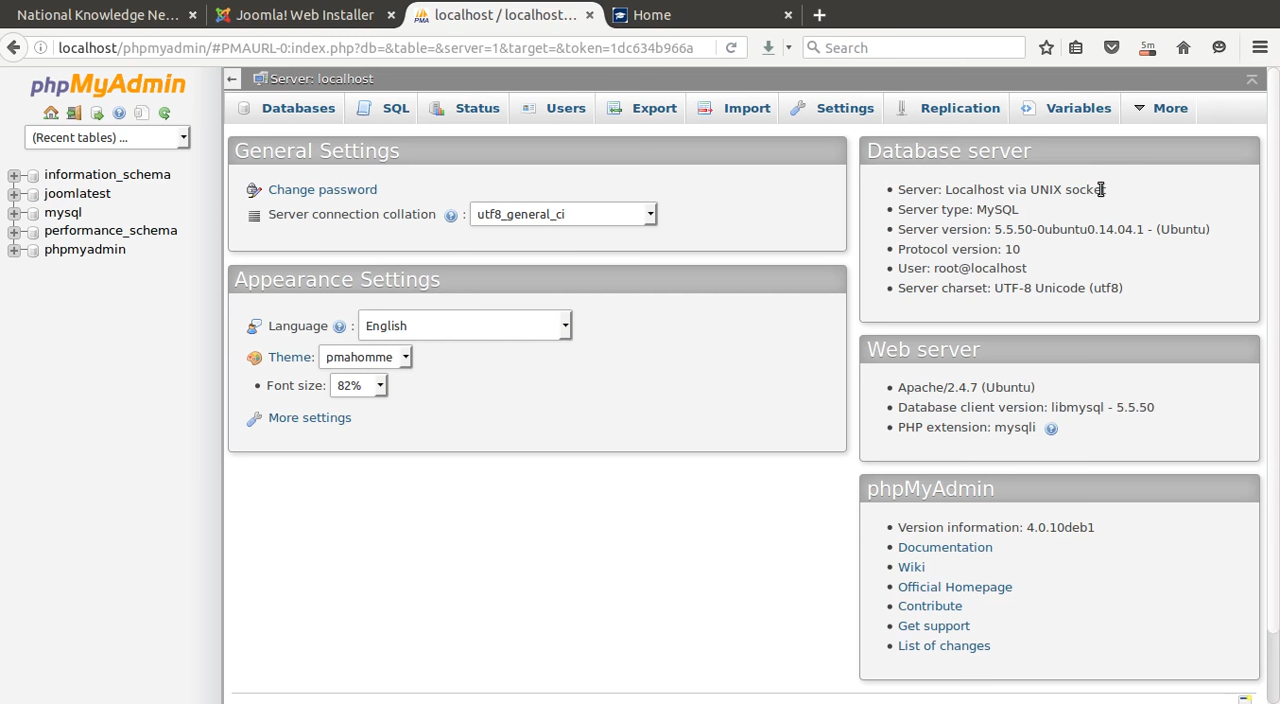 National Knowledge Ne...
Joomla! Web Installer
localhost / localhost...
Home
localhost/phpmyadmin/#PMAURL-0:index.php?db=&table=&server=1&target=&token=1dc634b966a
Search
5m
phpMyAdmin
(Recent tables) ...
information_schema
joomlatest
mysql
performance_schema
phpmyadmin
Server: localhost
Databases
SQL
Status
Users
Export
Import
Settings
Replication
Variables
More
General Settings
Change password
Server connection collation :
utf8_general_ci
Appearance Settings
Language :
English
Theme:
pmahomme
Font size:
82%
More settings
Database server
Server: Localhost via UNIX socket
Server type: MySQL
Server version: 5.5.50-0ubuntu0.14.04.1 - (Ubuntu)
Protocol version: 10
User: root@localhost
Server charset: UTF-8 Unicode (utf8)
Web server
Apache/2.4.7 (Ubuntu)
Database client version: libmysql - 5.5.50
PHP extension: mysqli
phpMyAdmin
Version information: 4.0.10deb1
Documentation
Wiki
Official Homepage
Contribute
Get support
List of changes